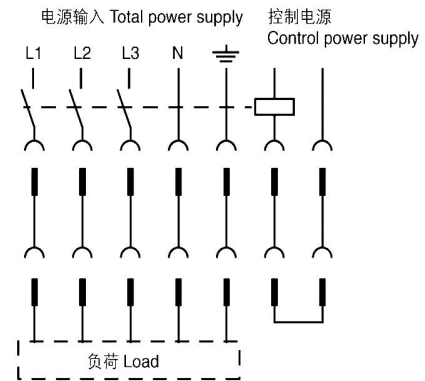 电源输入 Total power supply
控制电源
Control power supply
L1 L2 L3 N
负荷 Load